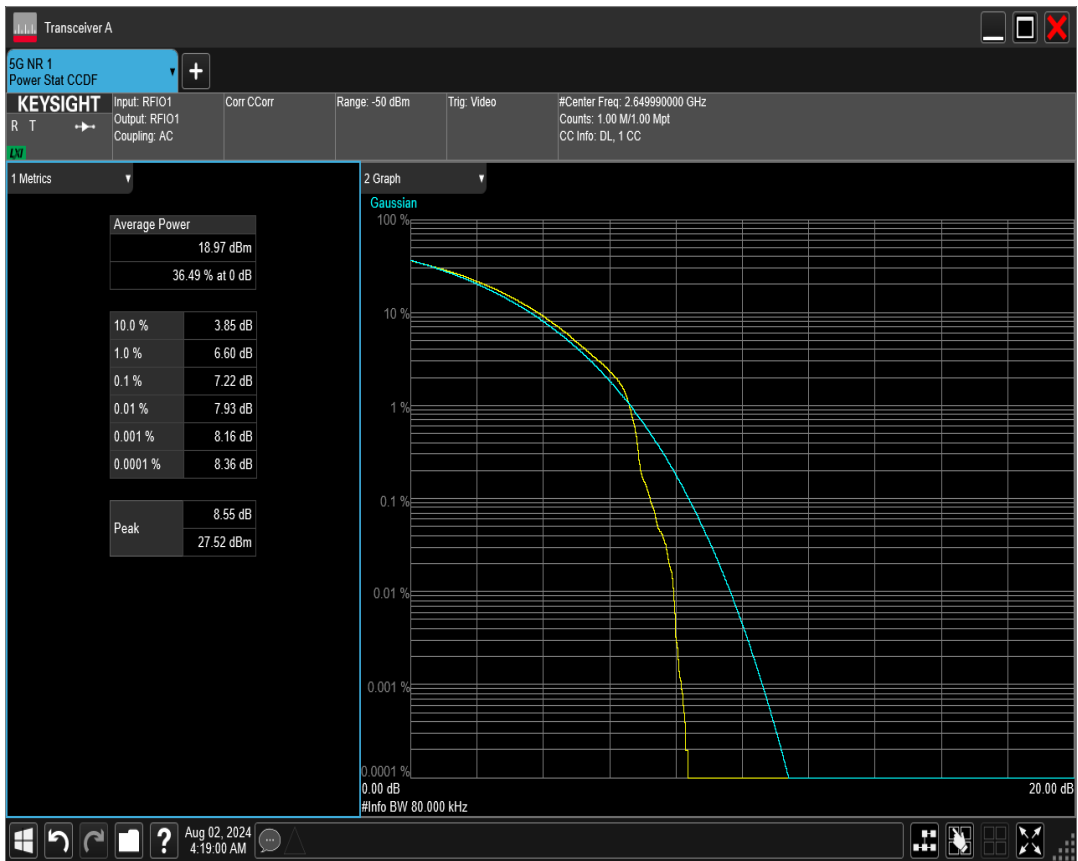 Transceiver A
5G NR 1
Power Stat CCDF
KEYSIGHT
R T
LXI
Input: RFIO1
Output: RFIO1
Coupling: AC
Corr CCorr
Range: -50 dBm
Trig: Video
#Center Freq: 2.649990000 GHz
Counts: 1.00 M/1.00 Mpt
CC Info: DL, 1 CC
1 Metrics
Average Power
18.97 dBm
36.49 % at 0 dB
10.0 % 3.85 dB
1.0 % 6.60 dB
0.1 % 7.22 dB
0.01 % 7.93 dB
0.001 % 8.16 dB
0.0001 % 8.36 dB
Peak
8.55 dB
27.52 dBm
2 Graph
Gaussian
100 %
10 %
1 %
0.1 %
0.01 %
0.001 %
0.0001 %
0.00 dB 20.00 dB
#Info BW 80.000 kHz
?
Aug 02, 2024
4:19:00 AM